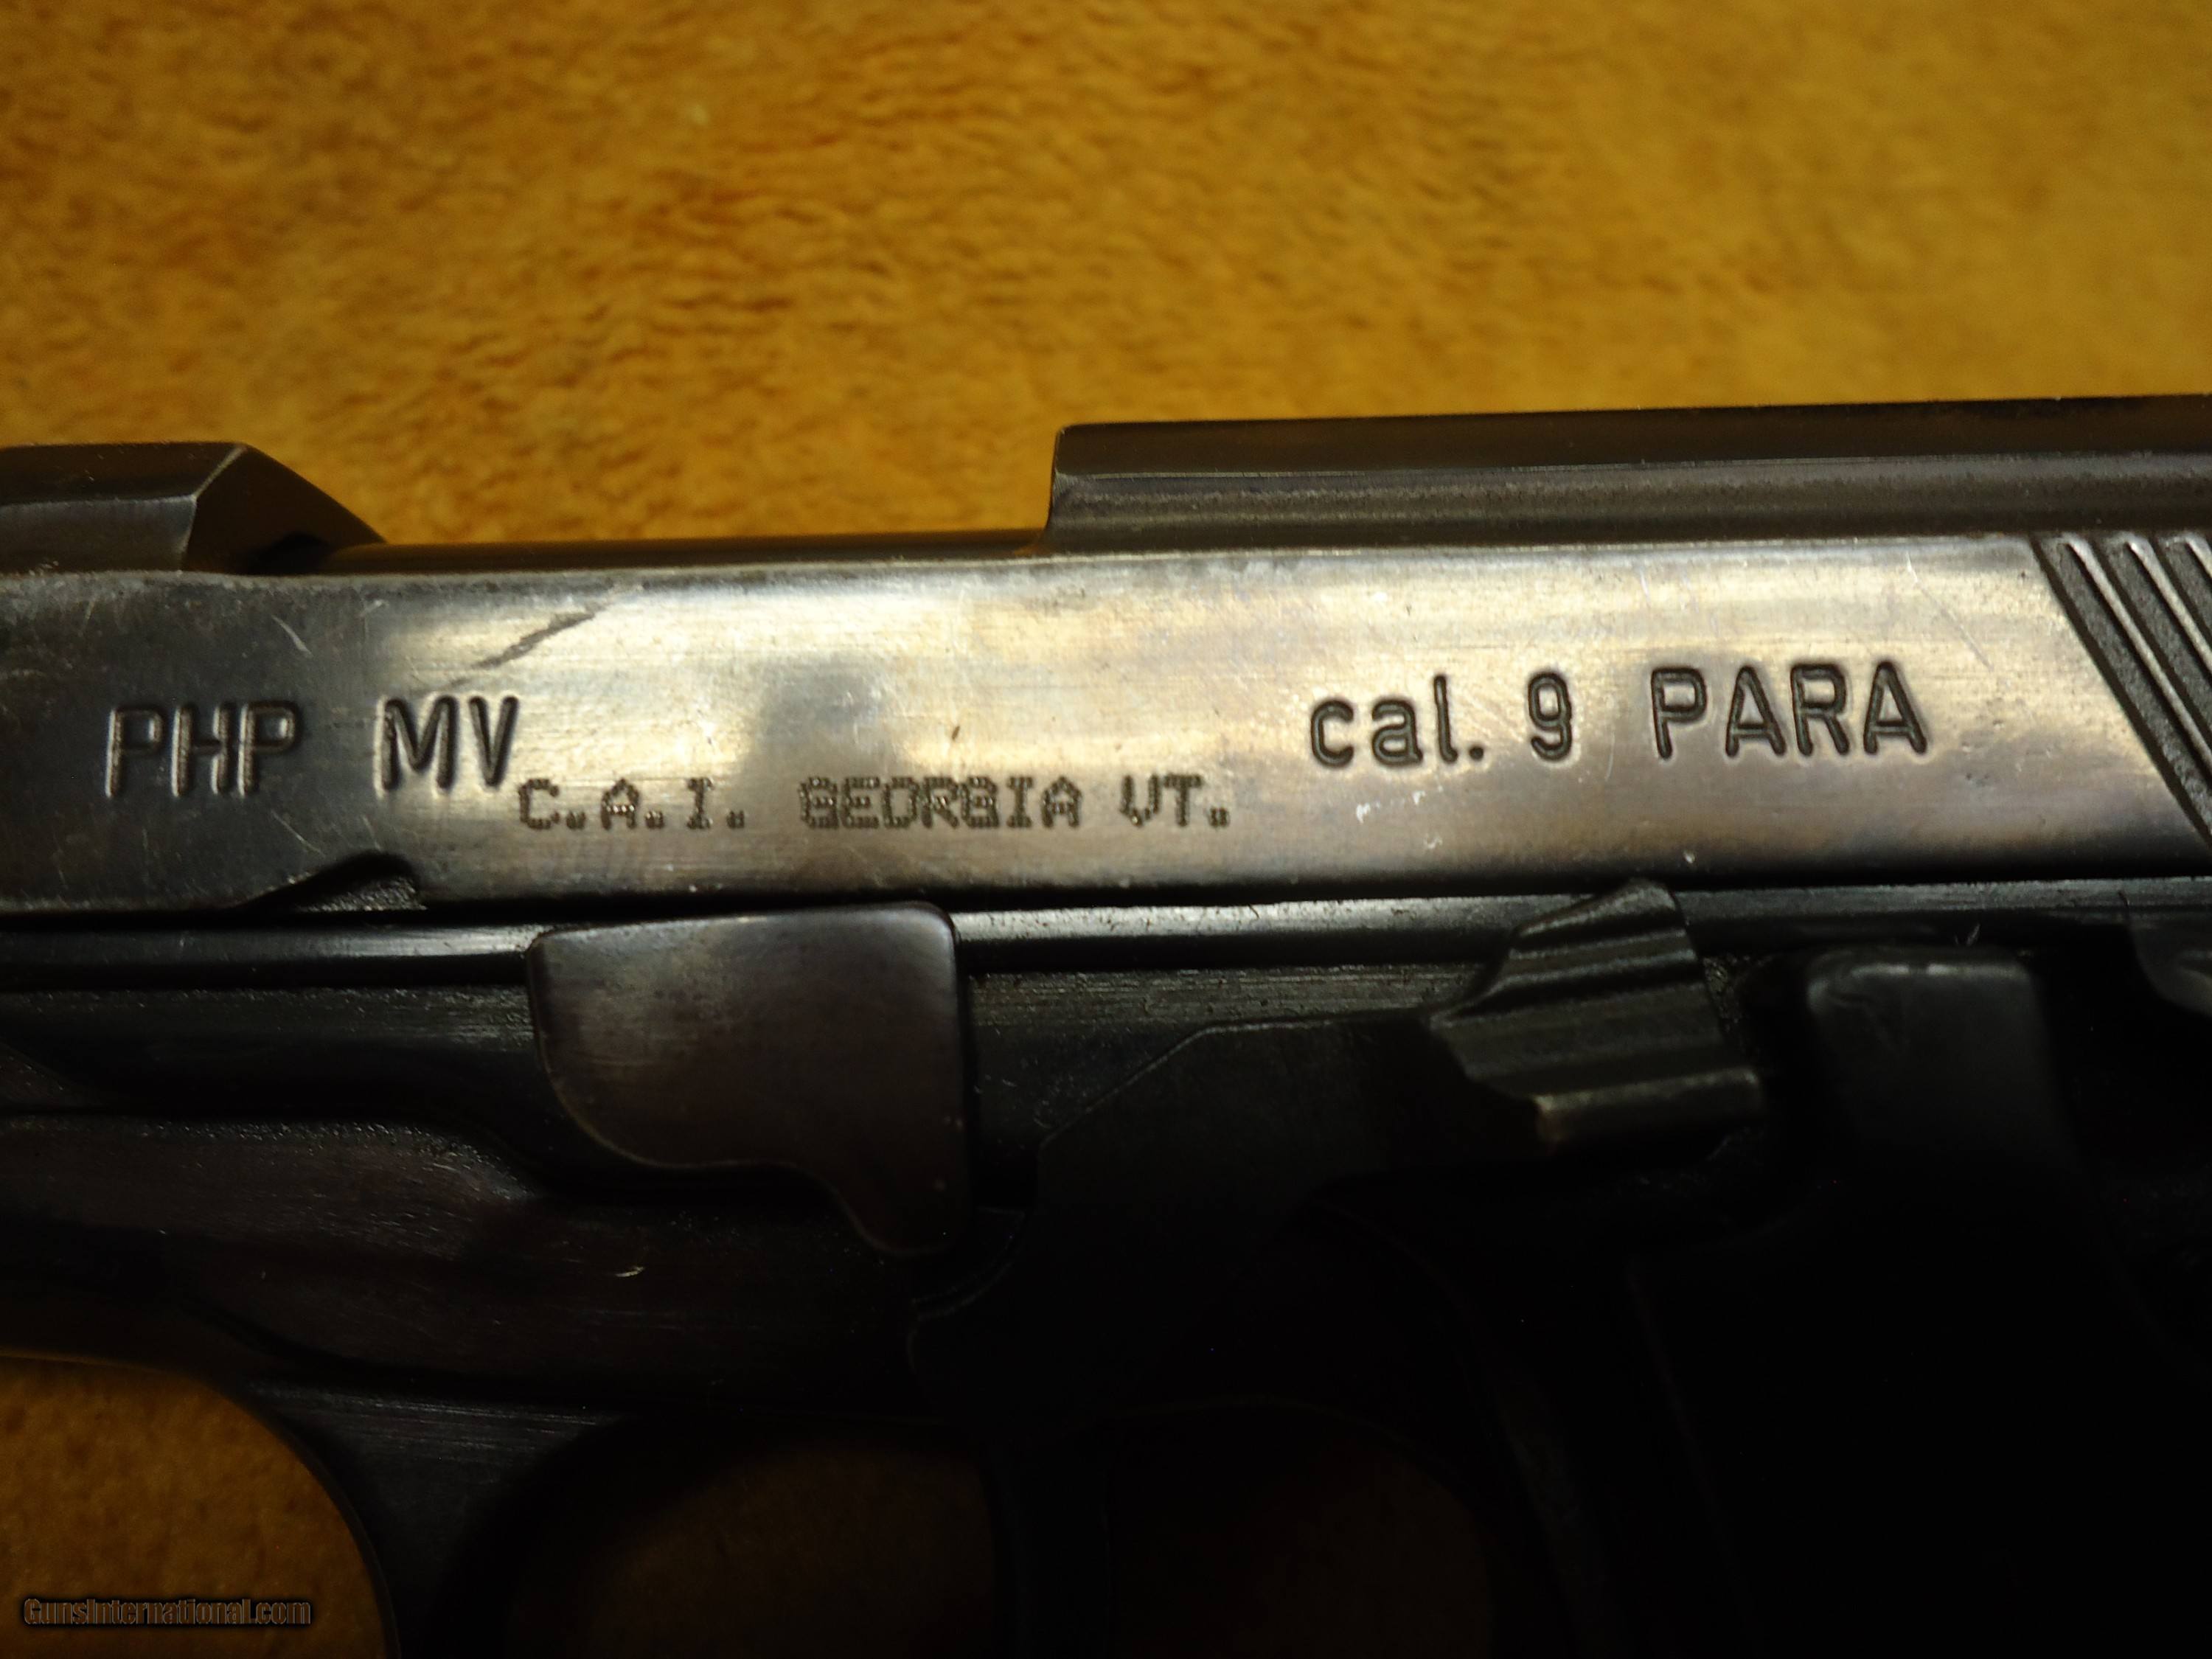 PHP MV cal. 9 PARA
C.A.I. GEORGIA VT.
GunsInternational.com